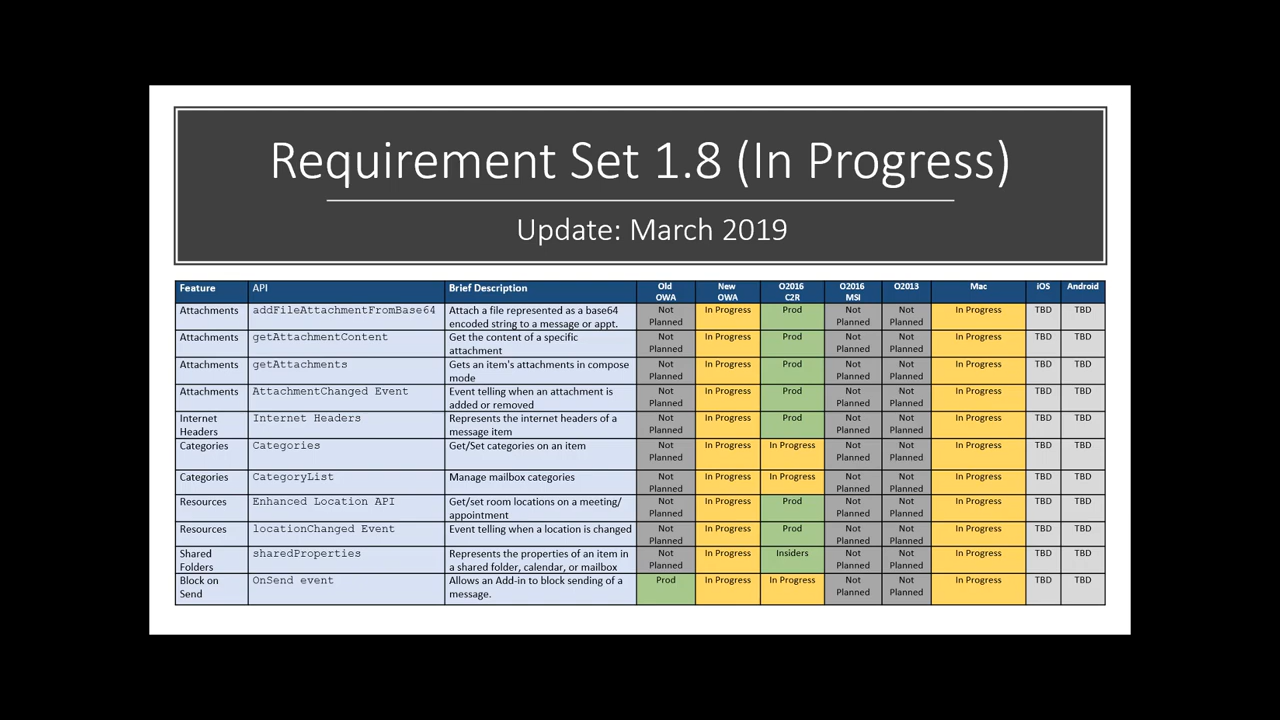 Requirement Set 1.8 (In Progress)
Update: March 2019
Feature API Brief Description Old OWA New OWA O2016 C2R O2016 MSI O2013 Mac iOS Android
Attachments addFileAttachmentFromBase64 Attach a file represented as a base64 encoded string to a message or appt. Not Planned In Progress Prod Not Planned Not Planned In Progress TBD TBD
Attachments getAttachmentContent Get the content of a specific attachment Not Planned In Progress Prod Not Planned Not Planned In Progress TBD TBD
Attachments getAttachments Gets an item's attachments in compose mode Not Planned In Progress Prod Not Planned Not Planned In Progress TBD TBD
Attachments AttachmentChanged Event Event telling when an attachment is added or removed Not Planned In Progress Prod Not Planned Not Planned In Progress TBD TBD
Internet Headers Internet Headers Represents the internet headers of a message item Not Planned In Progress Prod Not Planned Not Planned In Progress TBD TBD
Categories Categories Get/Set categories on an item Not Planned In Progress In Progress Not Planned Not Planned In Progress TBD TBD
Categories CategoryList Manage mailbox categories Not Planned In Progress In Progress Not Planned Not Planned In Progress TBD TBD
Resources Enhanced Location API Get/set room locations on a meeting/ appointment Not Planned In Progress Prod Not Planned Not Planned In Progress TBD TBD
Resources locationChanged Event Event telling when a location is changed Not Planned In Progress Prod Not Planned Not Planned In Progress TBD TBD
Shared Folders sharedProperties Represents the properties of an item in a shared folder, calendar, or mailbox Not Planned In Progress Insiders Not Planned Not Planned In Progress TBD TBD
Block on Send OnSend event Allows an Add-in to block sending of a message. Prod In Progress In Progress Not Planned Not Planned In Progress TBD TBD